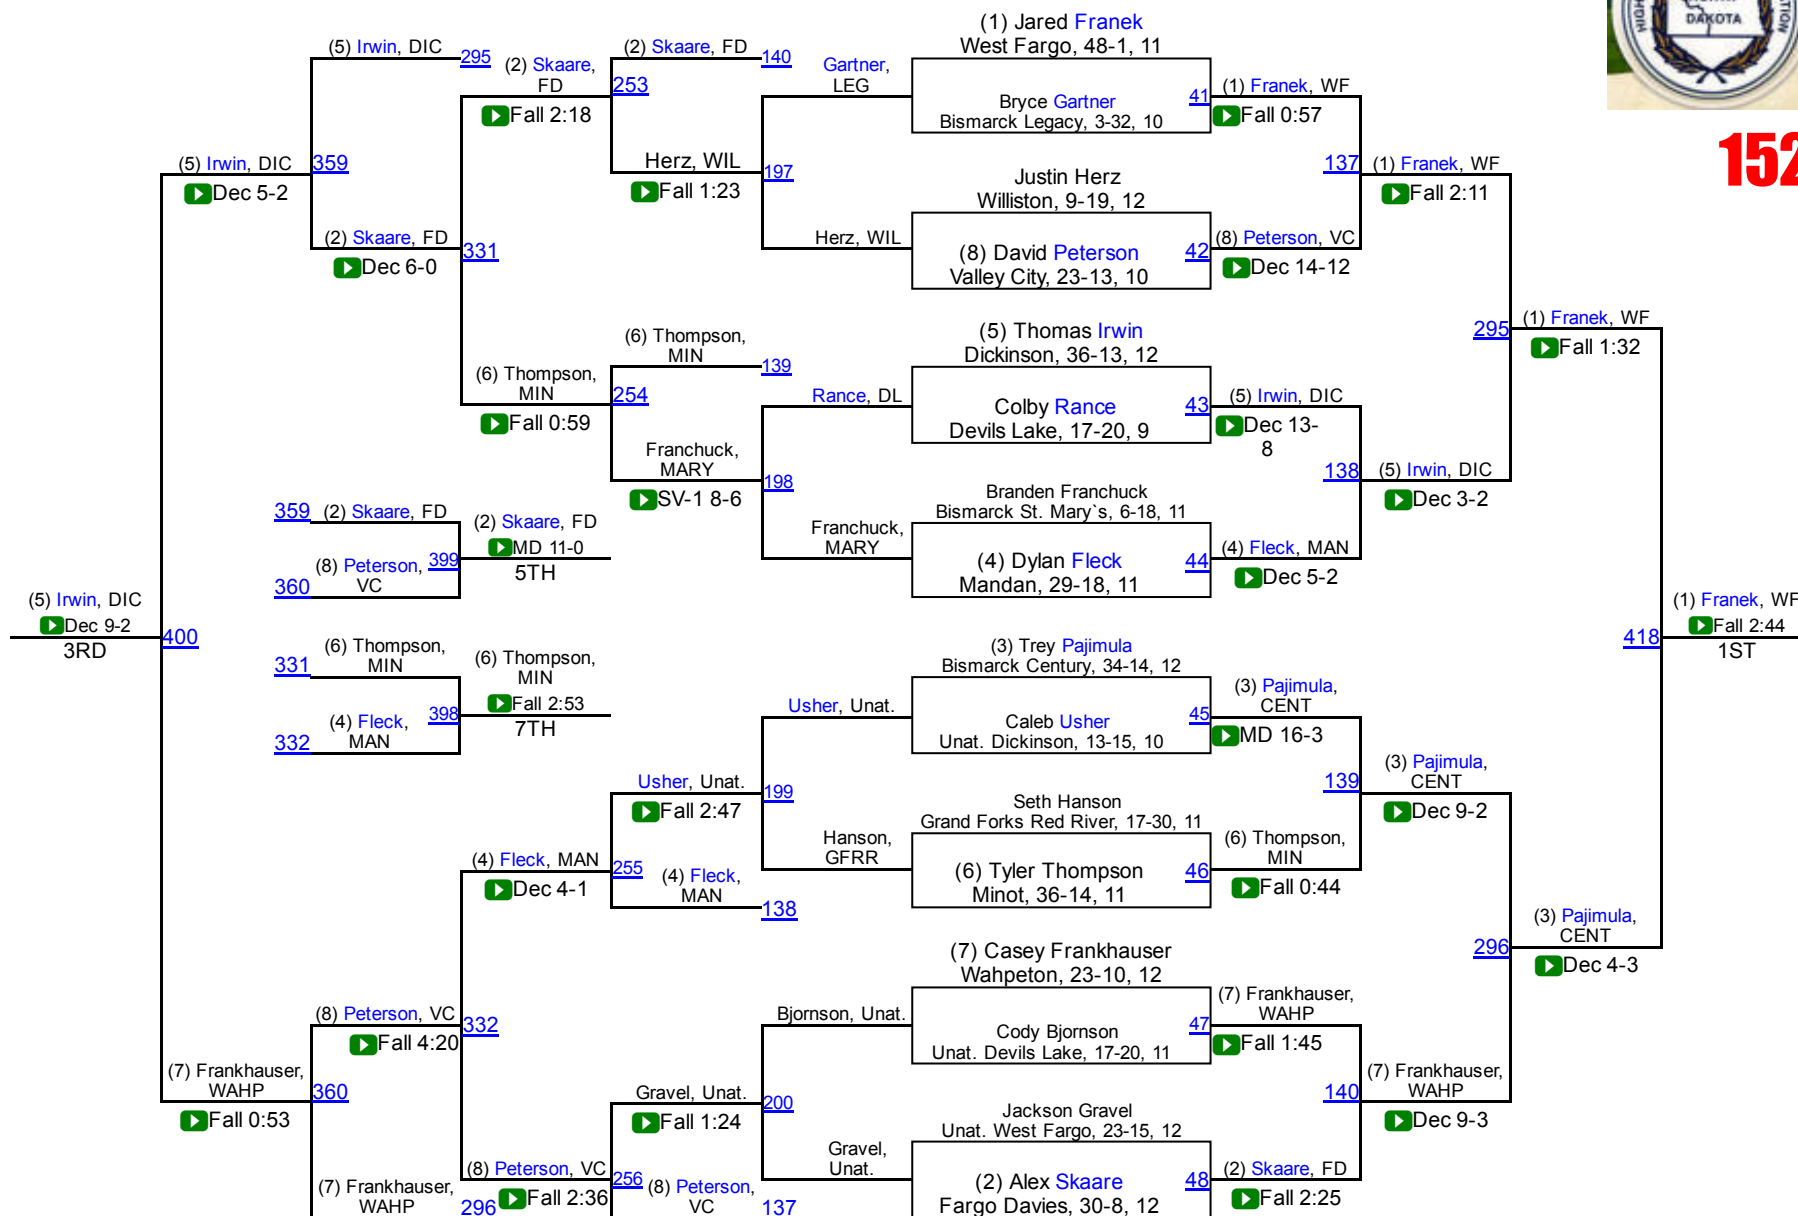 HIGH
DAKOTA
ATION
152
(1) Jared Franek
West Fargo, 48-1, 11
Bryce Gartner
Bismarck Legacy, 3-32, 10
Justin Herz
Williston, 9-19, 12
(8) David Peterson
Valley City, 23-13, 10
(5) Thomas Irwin
Dickinson, 36-13, 12
Colby Rance
Devils Lake, 17-20, 9
Branden Franchuck
Bismarck St. Mary`s, 6-18, 11
(4) Dylan Fleck
Mandan, 29-18, 11
(3) Trey Pajimula
Bismarck Century, 34-14, 12
Caleb Usher
Unat. Dickinson, 13-15, 10
Seth Hanson
Grand Forks Red River, 17-30, 11
(6) Tyler Thompson
Minot, 36-14, 11
(7) Casey Frankhauser
Wahpeton, 23-10, 12
Cody Bjornson
Unat. Devils Lake, 17-20, 11
Jackson Gravel
Unat. West Fargo, 23-15, 12
(2) Alex Skaare
Fargo Davies, 30-8, 12
41
(1) Franek, WF
Fall 0:57
42
(8) Peterson, VC
Dec 14-12
43
(5) Irwin, DIC
Dec 13-
8
44
(4) Fleck, MAN
Dec 5-2
45
(3) Pajimula,
CENT
MD 16-3
46
(6) Thompson,
MIN
Fall 0:44
47
(7) Frankhauser,
WAHP
Fall 1:45
48
(2) Skaare, FD
Fall 2:25
137
(1) Franek, WF
Fall 2:11
138
(5) Irwin, DIC
Dec 3-2
139
(3) Pajimula,
CENT
Dec 9-2
140
(7) Frankhauser,
WAHP
Dec 9-3
295
(1) Franek, WF
Fall 1:32
296
(3) Pajimula,
CENT
Dec 4-3
418
(1) Franek, WF
Fall 2:44
1ST
Gartner,
LEG
Herz, WIL
Rance, DL
Franchuck,
MARY
Usher, Unat.
Hanson,
GFRR
Bjornson, Unat.
Gravel,
Unat.
(2) Skaare, FD
140
197
Herz, WIL
Fall 1:23
(6) Thompson,
MIN
139
198
Franchuck,
MARY
SV-1 8-6
199
Usher, Unat.
Fall 2:47
(4) Fleck,
MAN
138
200
Gravel, Unat.
Fall 1:24
(8) Peterson,
VC
137
253
(2) Skaare,
FD
Fall 2:18
254
(6) Thompson,
MIN
Fall 0:59
255
(4) Fleck, MAN
Dec 4-1
256
(8) Peterson, VC
Fall 2:36
(5) Irwin, DIC
295
331
(2) Skaare, FD
Dec 6-0
332
(8) Peterson, VC
Fall 4:20
(7) Frankhauser,
WAHP
296
359
(5) Irwin, DIC
Dec 5-2
360
(7) Frankhauser,
WAHP
Fall 0:53
359
(2) Skaare, FD
360
(8) Peterson,
VC
399
(2) Skaare, FD
MD 11-0
5TH
331
(6) Thompson,
MIN
332
(4) Fleck,
MAN
398
(6) Thompson,
MIN
Fall 2:53
7TH
400
(5) Irwin, DIC
Dec 9-2
3RD